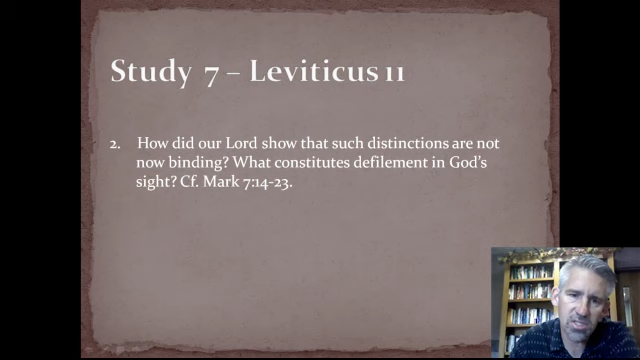 Study 7 – Leviticus 11
2. How did our Lord show that such distinctions are not
now binding? What constitutes defilement in God's
sight? Cf. Mark 7:14-23.